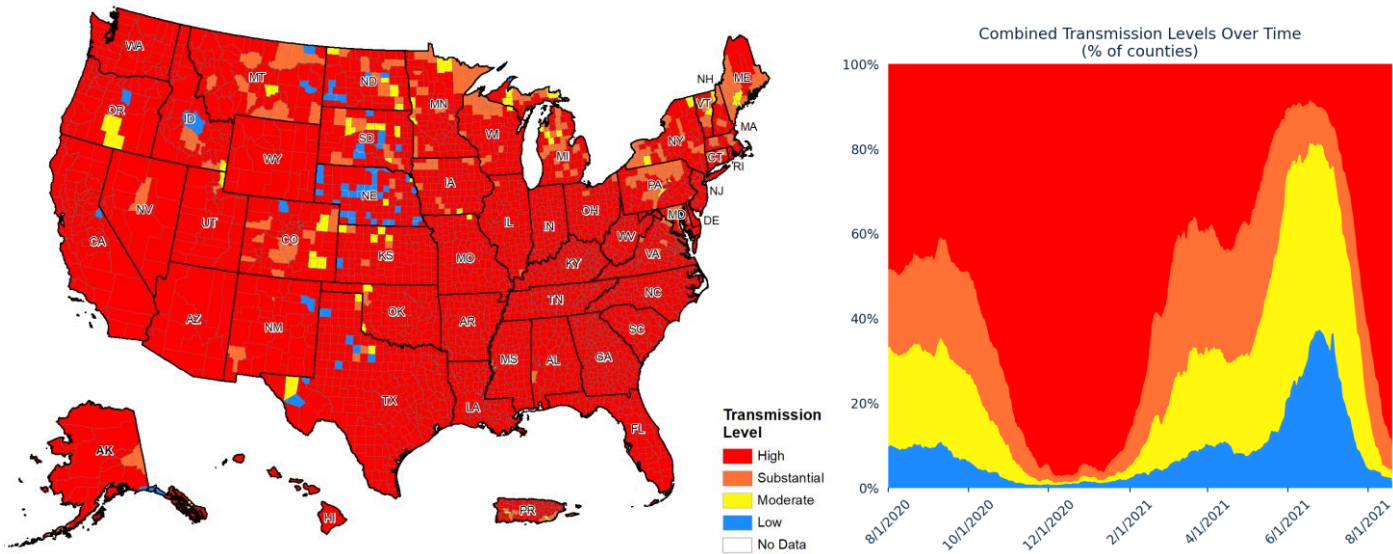 WA
OR
CA
NV
ID
MT
WY
UT
AZ
CO
NM
ND
SD
NE
KS
OK
TX
MN
IA
MO
AR
LA
WI
IL
MS
MI
IN
OH
KY
TN
AL
GA
FL
SC
NC
VA
WV
MD
DE
PA
NJ
NY
CT
RI
MA
VT
NH
ME
AK
HI
PR
Transmission
Level
High
Substantial
Moderate
Low
No Data
Combined Transmission Levels Over Time
(% of counties)
100%
80%
60%
40%
20%
0%
8/1/2020
10/1/2020
12/1/2020
2/1/2021
4/1/2021
6/1/2021
8/1/2021